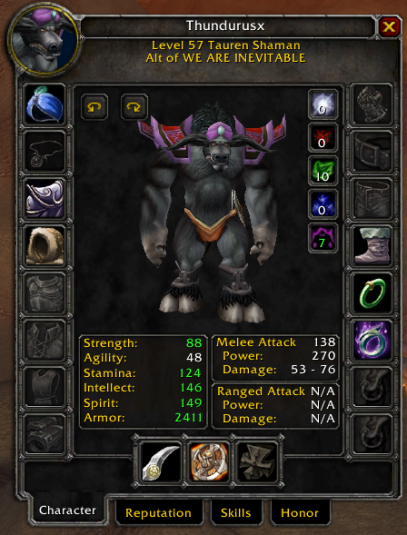 Thundurusx
Level 57 Tauren Shaman
Alt of WE ARE INEVITABLE
0
0
10
0
7
Strength: 88
Agility: 48
Stamina: 124
Intellect: 146
Spirit: 149
Armor: 2411
Melee Attack 138
Power: 270
Damage: 53 - 76
Ranged Attack N/A
Power: N/A
Damage: N/A
Character
Reputation
Skills
Honor